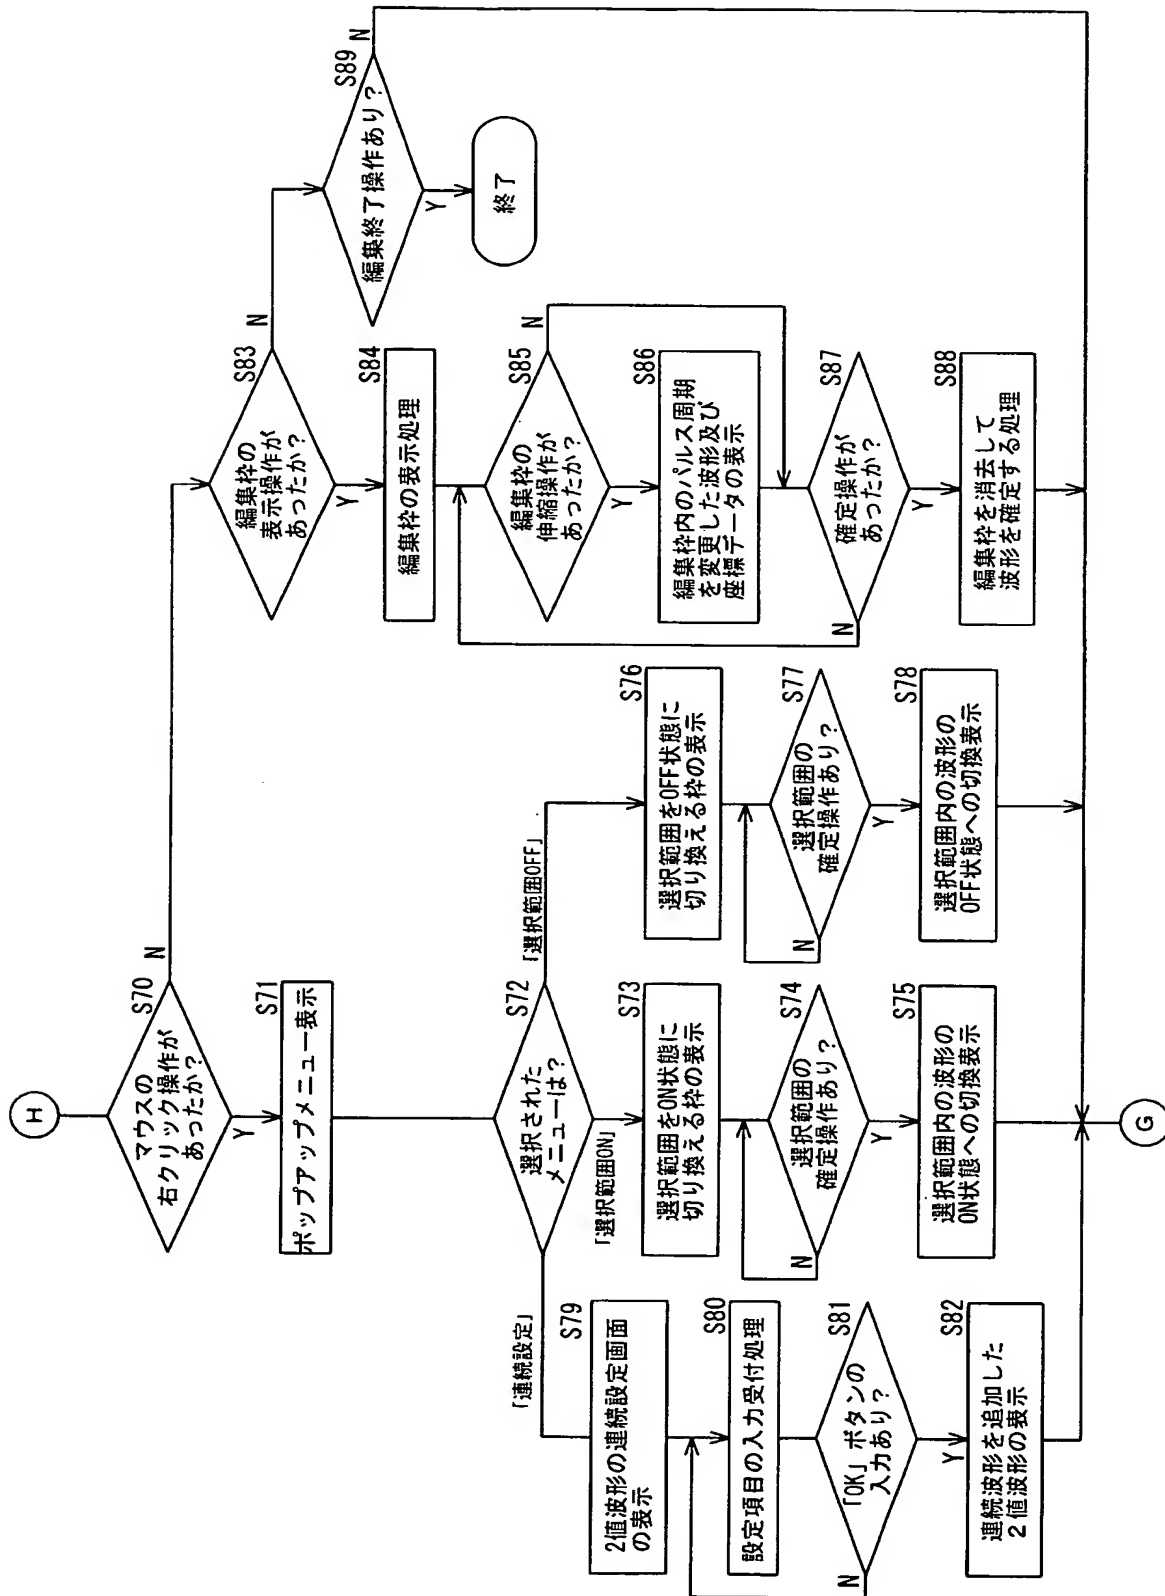 H
S70
マウスの
右クリック操作が
あったか?
N
Y
S71
ポップアップメニュー表示
S72
選択された
メニューは?
「連続設定」
「選択範囲ON」
「選択範囲OFF」
S79
2値波形の連続設定画面
の表示
S80
設定項目の入力受付処理
S81
「OK」ボタンの
入力あり?
N
Y
S82
連続波形を追加した
2値波形の表示
S73
選択範囲をON状態に
切り換える枠の表示
S74
選択範囲の
確定操作あり?
N
Y
S75
選択範囲内の波形の
ON状態への切換表示
S76
選択範囲をOFF状態に
切り換える枠の表示
S77
選択範囲の
確定操作あり?
N
Y
S78
選択範囲内の波形の
OFF状態への切換表示
S83
編集枠の
表示操作が
あったか?
N
Y
S84
編集枠の表示処理
S85
編集枠の
伸縮操作が
あったか?
N
Y
S86
編集枠内のパルス周期
を変更した波形及び
座標データの表示
S87
確定操作が
あったか?
N
Y
S88
編集枠を消去して
波形を確定する処理
S89
編集終了操作あり?
N
Y
終了
G